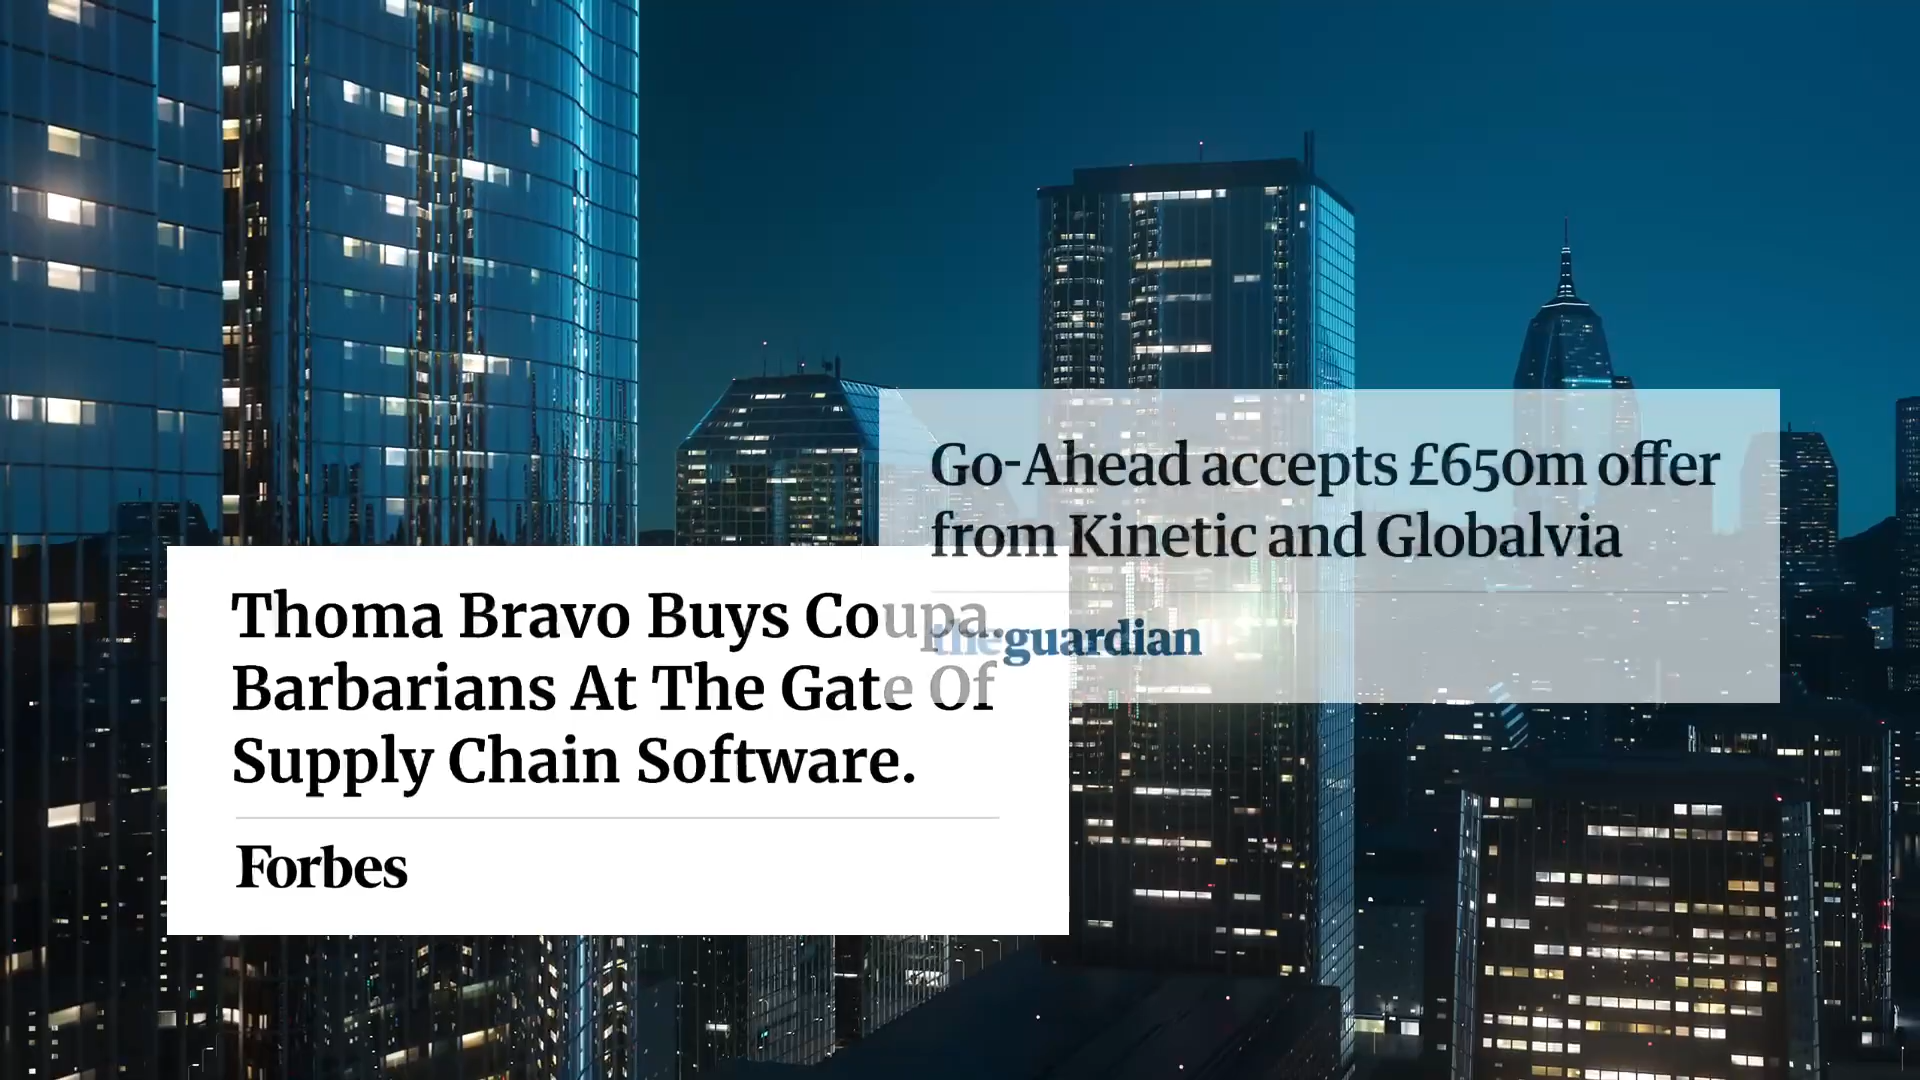 Go-Ahead accepts £650m offer
from Kinetic and Globalvia
theguardian
Thoma Bravo Buys Coupa.
Barbarians At The Gate Of
Supply Chain Software.
Forbes